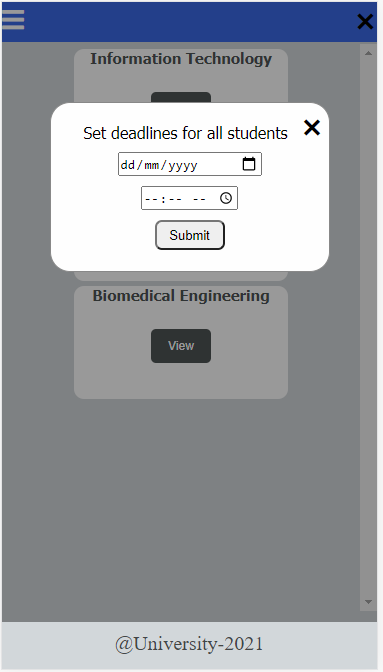 Information Technology
Set deadlines for all students
dd/mm/yyyy
--:-- --
Submit
Biomedical Engineering
View
@University-2021